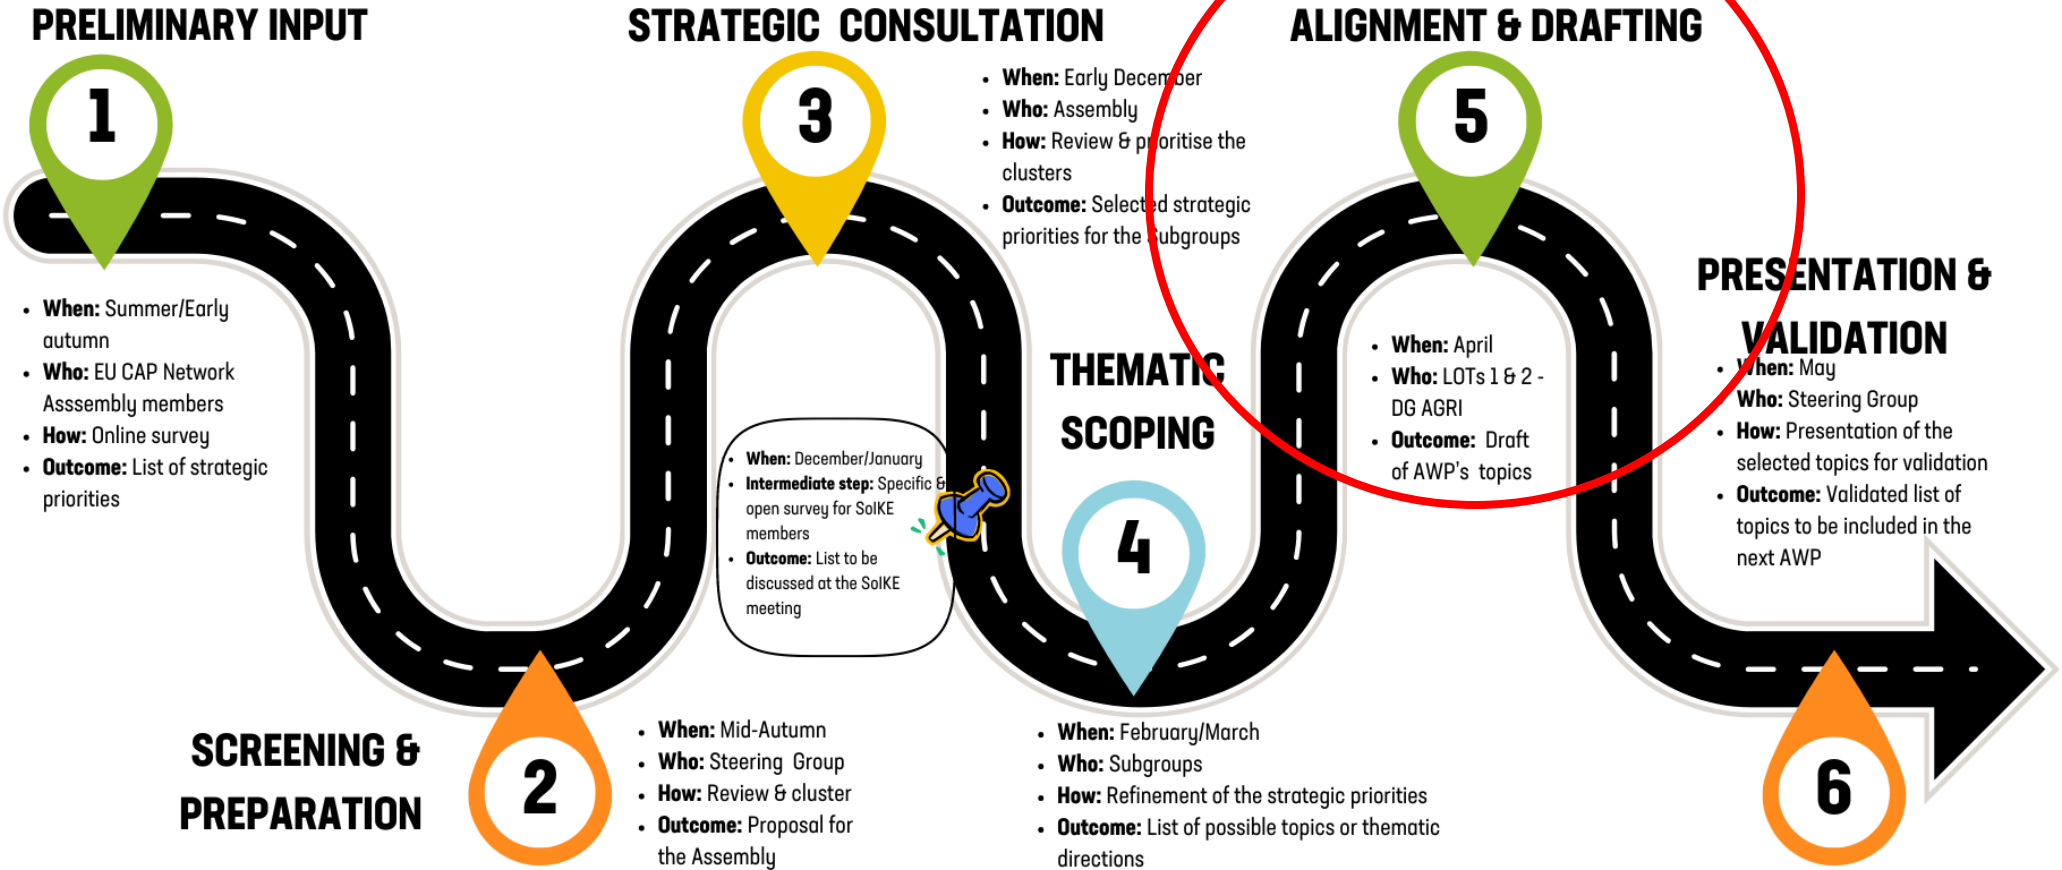 PRELIMINARY INPUT
1
• When: Summer/Early
autumn
• Who: EU CAP Network
Asssembly members
• How: Online survey
• Outcome: List of strategic
priorities
SCREENING &
PREPARATION
2
• When: Mid-Autumn
• Who: Steering Group
• How: Review & cluster
• Outcome: Proposal for
the Assembly
STRATEGIC CONSULTATION
3
• When: Early December
• Who: Assembly
• How: Review & prioritise the
clusters
• Outcome: Selected strategic
priorities for the Subgroups
• When: December/January
• Intermediate step: Specific &
open survey for SoIKE
members
• Outcome: List to be
discussed at the SoIKE
meeting
THEMATIC
SCOPING
4
• When: February/March
• Who: Subgroups
• How: Refinement of the strategic priorities
• Outcome: List of possible topics or thematic
directions
ALIGNMENT & DRAFTING
5
• When: April
• Who: LOTs 1 & 2 -
DG AGRI
• Outcome: Draft
of AWP's topics
PRESENTATION &
VALIDATION
• When: May
• Who: Steering Group
• How: Presentation of the
selected topics for validation
• Outcome: Validated list of
topics to be included in the
next AWP
6